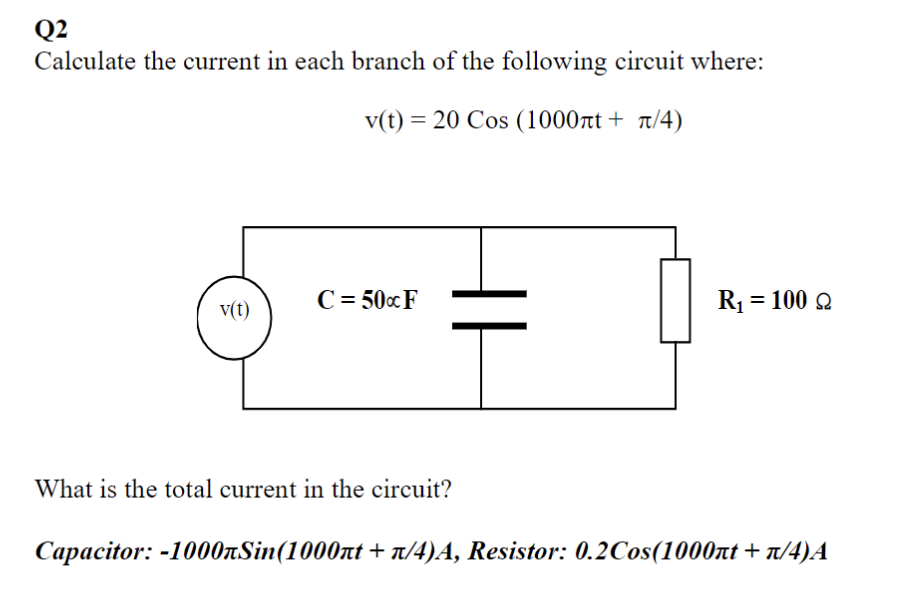 Q2
Calculate the current in each branch of the following circuit where:
v(t) = 20 Cos (1000πt + π/4)
v(t)
C = 50∝F
R₁ = 100 Ω
What is the total current in the circuit?
Capacitor: -1000πSin(1000πt + π/4)A, Resistor: 0.2Cos(1000πt + π/4)A